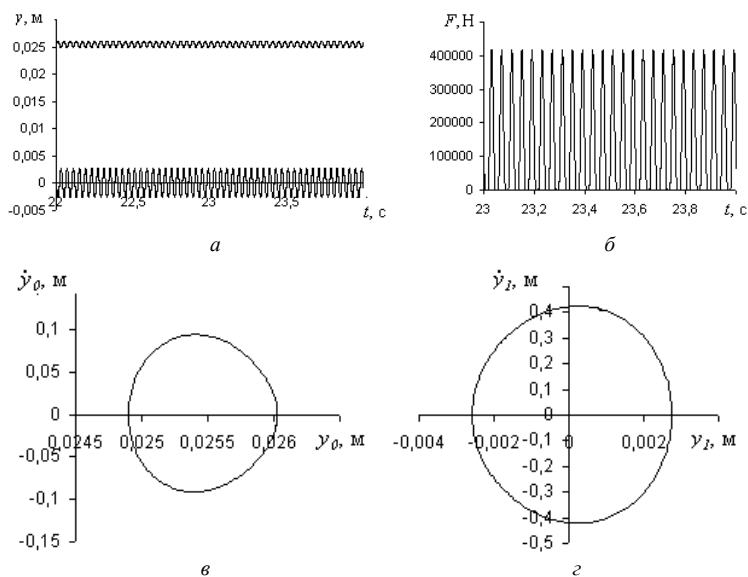 y, м
0,025
0,02
0,015
0,01
0,005
0
-0,005
22 22,5 23 23,5 t, с
а
F, Н
400000
300000
200000
100000
0
23 23,2 23,4 23,6 23,8 24 t, с
б
ẏ₀, м
0,1
0,05
0
0,0245 0,025 0,0255 0,026 y₀, м
-0,05
-0,1
-0,15
в
ẏ₁, м
0,4
0,3
0,2
0,1
0
-0,004 -0,002 0 0,002 y₁, м
-0,1
-0,2
-0,3
-0,4
-0,5
г